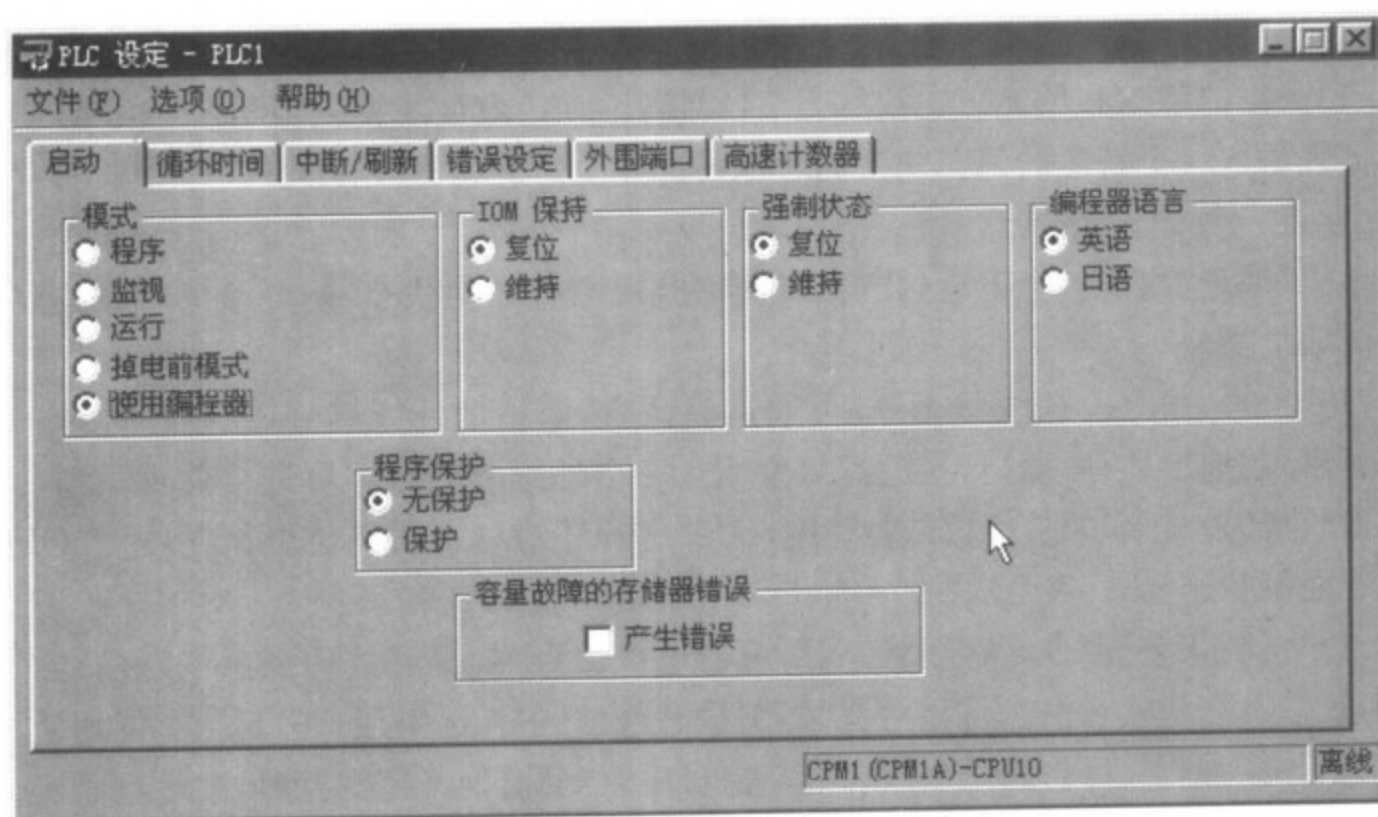 PLC 设定 - PLC1
文件(F) 选项(O) 帮助(H)
启动 循环时间 中断/刷新 错误设定 外围端口 高速计数器
模式
程序
监视
运行
掉电前模式
使用编程器
IOM 保持
复位
维持
强制状态
复位
维持
编程器语言
英语
日语
程序保护
无保护
保护
容量故障的存储器错误
产生错误
CPM1(CPM1A)-CPU10 离线